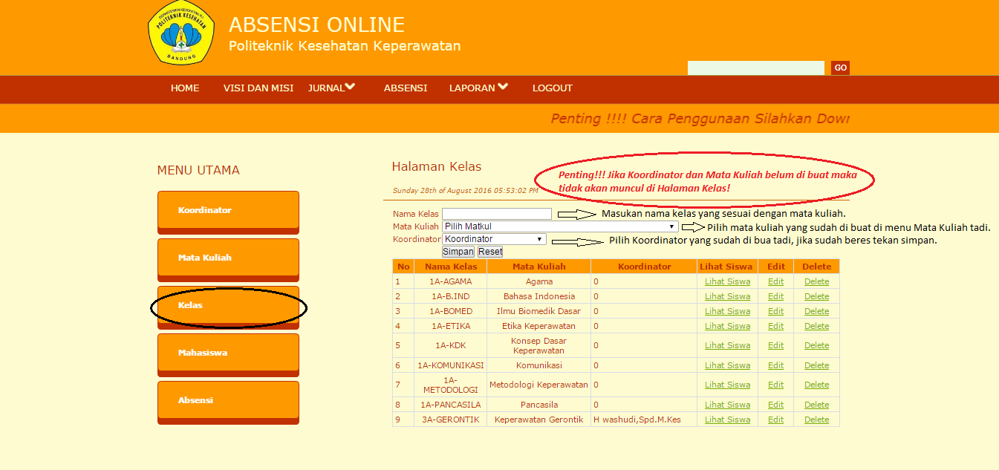 DEPARTEMEN KESEHATAN R.I.
POLITEKNIK KESEHATAN
BANDUNG
ABSENSI ONLINE
Politeknik Kesehatan Keperawatan
GO
HOME VISI DAN MISI JURNAL ABSENSI LAPORAN LOGOUT
Penting !!!! Cara Penggunaan Silahkan Dowr
MENU UTAMA
Koordinator
Mata Kuliah
Kelas
Mahasiswa
Absensi
Halaman Kelas
Penting!!! Jika Koordinator dan Mata Kuliah belum di buat maka
tidak akan muncul di Halaman Kelas!
Sunday 28th of August 2016 05:53:02 PM
Nama Kelas Masukan nama kelas yang sesuai dengan mata kuliah.
Mata Kuliah Pilih Matkul Pilih mata kuliah yang sudah di buat di menu Mata Kuliah tadi.
Koordinator Koordinator Pilih Koordinator yang sudah di bua tadi, jika sudah beres tekan simpan.
Simpan Reset
No Nama Kelas Mata Kuliah Koordinator Lihat Siswa Edit Delete
1 1A-AGAMA Agama 0 Lihat Siswa Edit Delete
2 1A-B.IND Bahasa Indonesia 0 Lihat Siswa Edit Delete
3 1A-BOMED Ilmu Biomedik Dasar 0 Lihat Siswa Edit Delete
4 1A-ETIKA Etika Keperawatan 0 Lihat Siswa Edit Delete
5 1A-KDK Konsep Dasar
Keperawatan 0 Lihat Siswa Edit Delete
6 1A-KOMUNIKASI Komunikasi 0 Lihat Siswa Edit Delete
7 1A-
METODOLOGI Metodologi Keperawatan 0 Lihat Siswa Edit Delete
8 1A-PANCASILA Pancasila 0 Lihat Siswa Edit Delete
9 3A-GERONTIK Keperawatan Gerontik H washudi,Spd.M.Kes Lihat Siswa Edit Delete